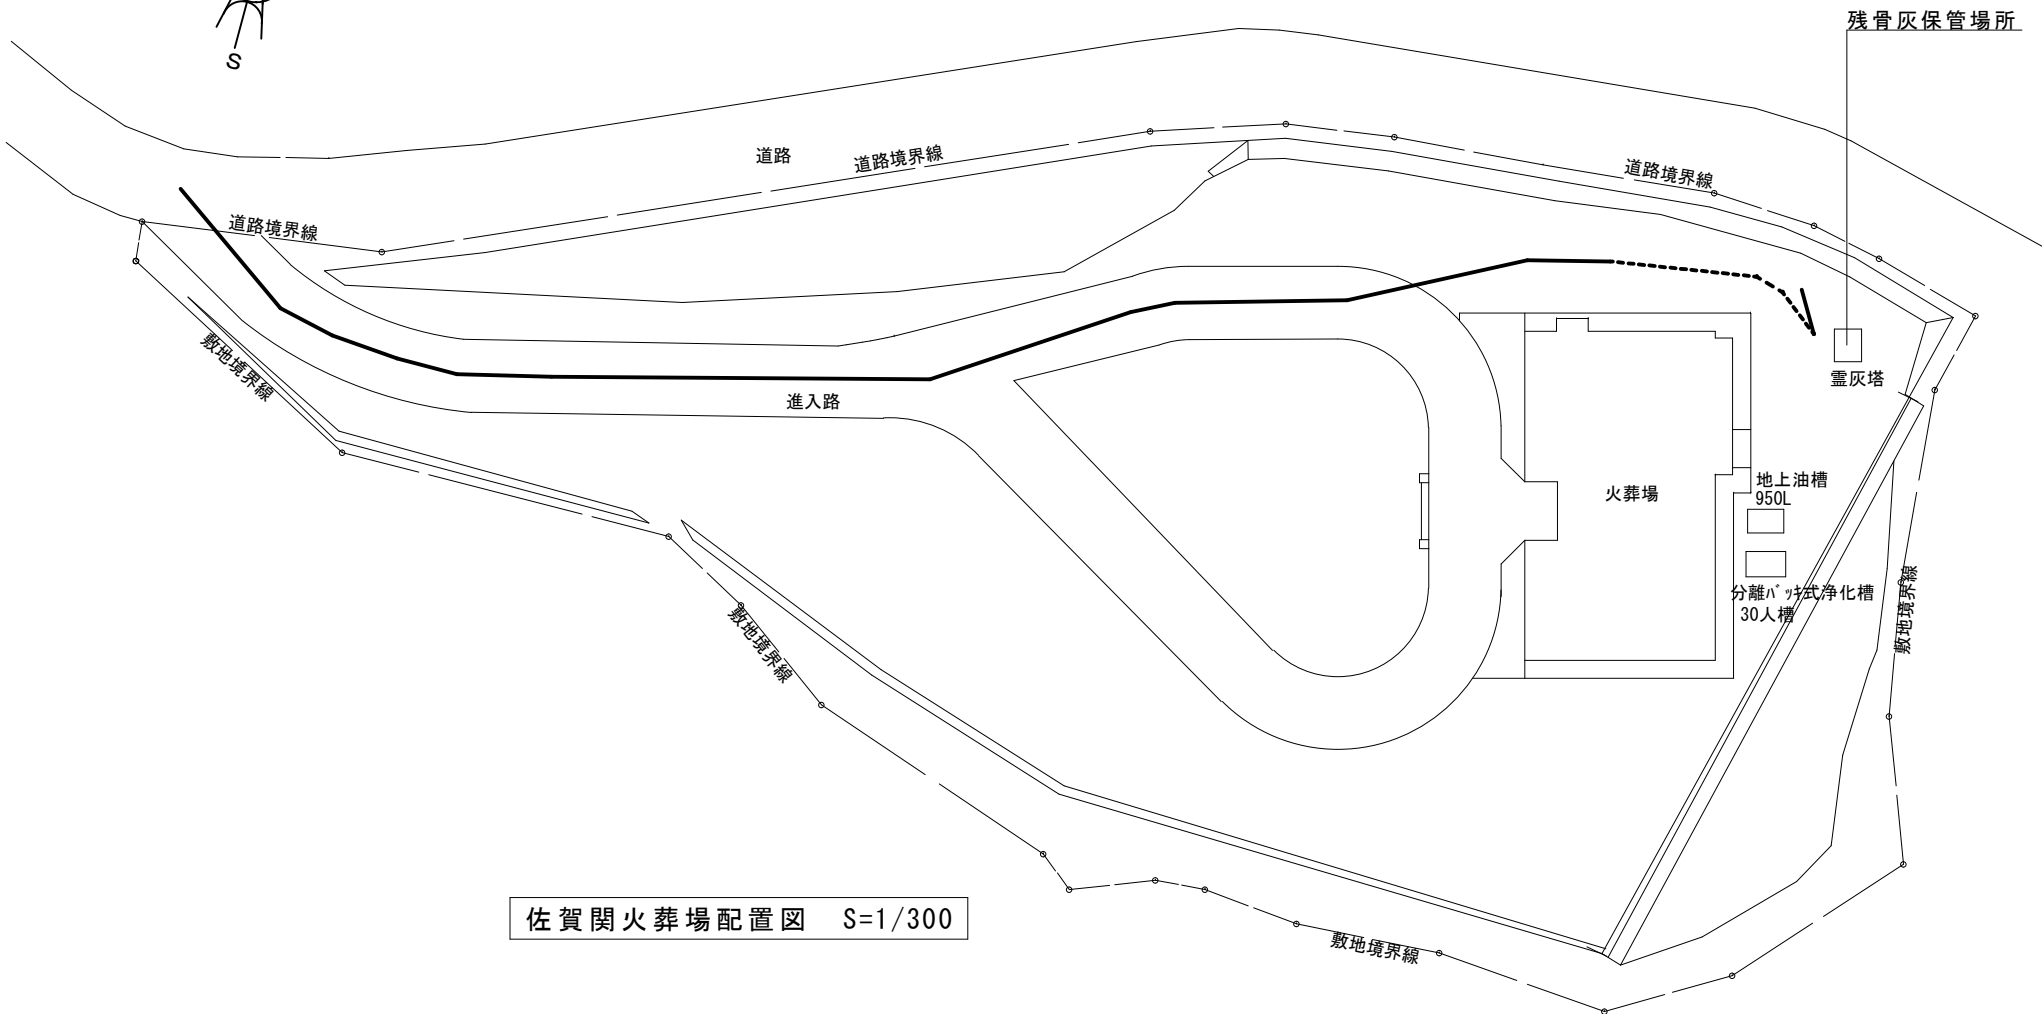 残骨灰保管場所
S
道路
道路境界線
道路境界線
道路境界線
霊灰塔
敷地境界線
進入路
火葬場
地上油槽
950L
分離バッキ式浄化槽
30人槽
敷地境界線
敷地境界線
佐賀関火葬場配置図 S=1/300
敷地境界線